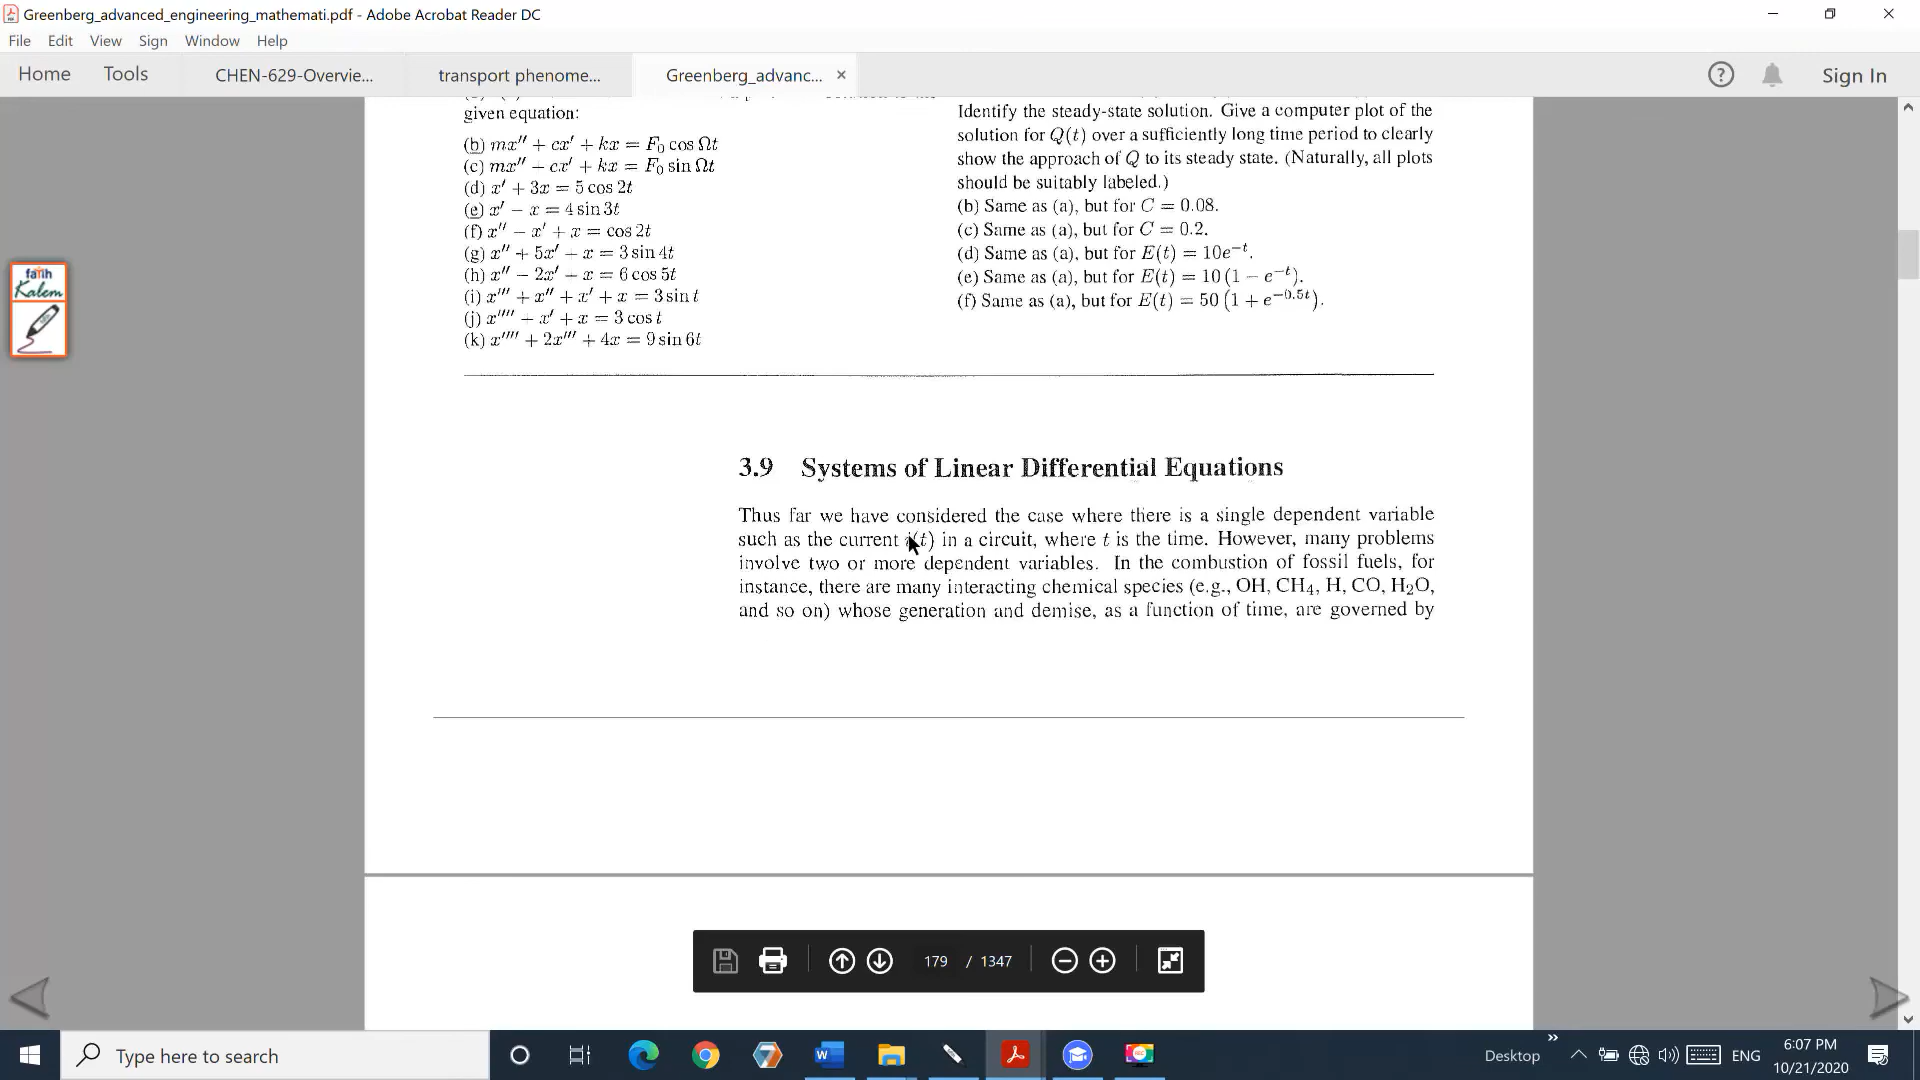 Greenberg_advanced_engineering_mathemati.pdf - Adobe Acrobat Reader DC
File Edit View Sign Window Help
Home Tools CHEN-629-Overvie... transport phenome... Greenberg_advanc... × ? Sign In
given equation:
(b) mx′′ + cx′ + kx = F₀ cos Ωt
(c) mx′′ + cx′ + kx = F₀ sin Ωt
(d) x′ + 3x = 5 cos 2t
(e) x′ − x = 4 sin 3t
(f) x′′ − x′ + x = cos 2t
(g) x′′ + 5x′ + x = 3 sin 4t
(h) x′′ − 2x′ + x = 6 cos 5t
(i) x′′′ + x′′ + x′ + x = 3 sin t
(j) x′′′′ + x′ + x = 3 cos t
(k) x′′′′ + 2x′′′ + 4x = 9 sin 6t
Identify the steady-state solution. Give a computer plot of the
solution for Q(t) over a sufficiently long time period to clearly
show the approach of Q to its steady state. (Naturally, all plots
should be suitably labeled.)
(b) Same as (a), but for C = 0.08.
(c) Same as (a), but for C = 0.2.
(d) Same as (a), but for E(t) = 10e⁻ᵗ.
(e) Same as (a), but for E(t) = 10 (1 − e⁻ᵗ).
(f) Same as (a), but for E(t) = 50 (1 + e⁻⁰·⁵ᵗ).
fatih
Kalem
3.9 Systems of Linear Differential Equations
Thus far we have considered the case where there is a single dependent variable
such as the current i(t) in a circuit, where t is the time. However, many problems
involve two or more dependent variables. In the combustion of fossil fuels, for
instance, there are many interacting chemical species (e.g., OH, CH₄, H, CO, H₂O,
and so on) whose generation and demise, as a function of time, are governed by
179 / 1347
Type here to search
Desktop
ENG
6:07 PM
10/21/2020